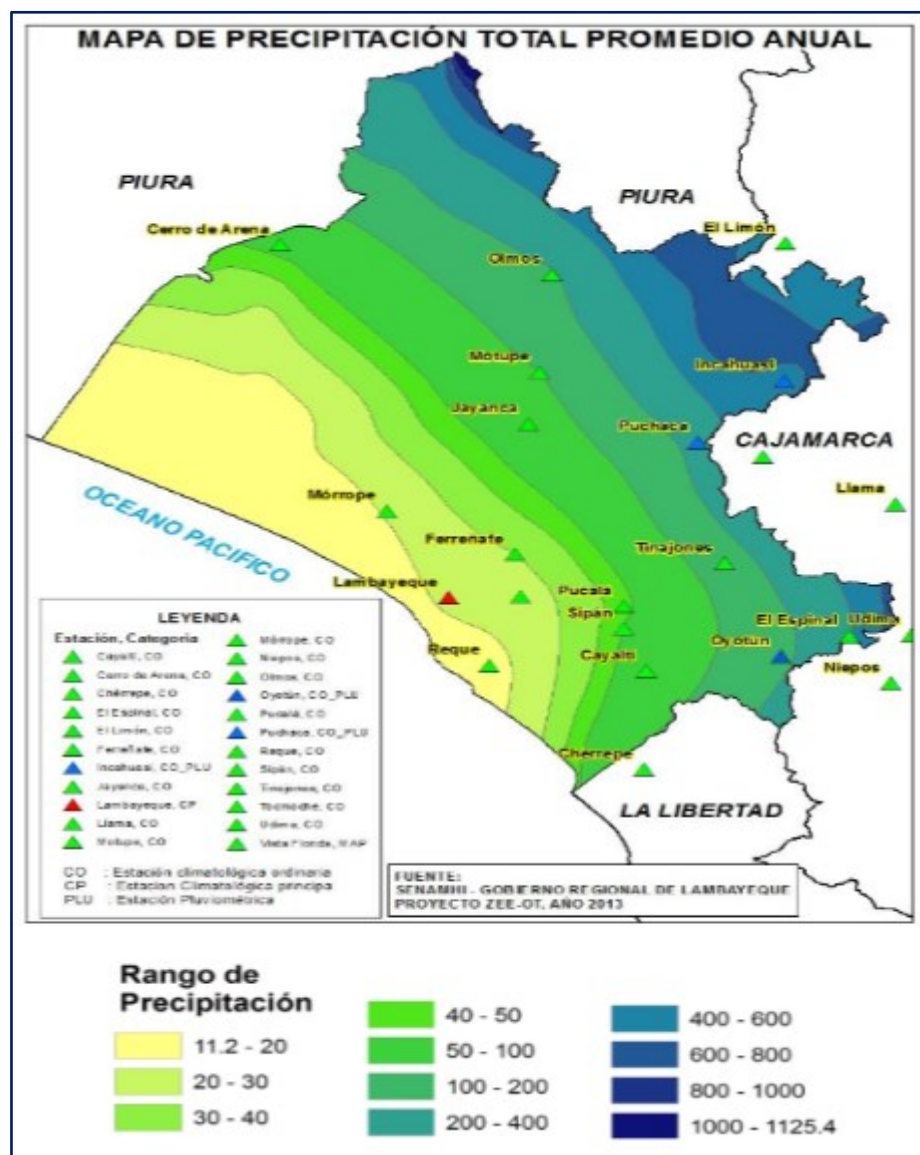 MAPA DE PRECIPITACIÓN TOTAL PROMEDIO ANUAL
PIURA
PIURA
El Limón
Cerro de Arena
Olmos
Mótupe
Incahuasi
Jayanca
Puchaca
CAJAMARCA
Llama
Mórrope
OCEANO PACIFICO
Ferreñafe
Tinajones
Lambayeque
Pucala
Sipán
El Espinal
Udima
Reque
Cayalti
Oyotún
Niepos
Chérrepe
LA LIBERTAD
LEYENDA
Estación, Categoría
Cayaltí, CO
Cerro de Arena, CO
Chérrepe, CO
El Espinal, CO
El Limón, CO
Ferreñafe, CO
Incahuasi, CO_PLU
Jayanca, CO
Lambayeque, CP
Llama, CO
Motupe, CO
Mórrope, CO
Niepos, CO
Olmos, CO
Oyotún, CO_PLU
Pucalá, CO
Puchaca, CO_PLU
Reque, CO
Sipán, CO
Tinajones, CO
Tocmoche, CO
Udima, CO
Vista Florida, MAP
CO : Estación climatológica ordinaria
CP : Estacion Climatológica principa
PLU : Estación Pluviométrica
FUENTE:
SENAMHI - GOBIERNO REGIONAL DE LAMBAYEQUE
PROYECTO ZEE-OT. AÑO 2013
Rango de
Precipitación
11.2 - 20
20 - 30
30 - 40
40 - 50
50 - 100
100 - 200
200 - 400
400 - 600
600 - 800
800 - 1000
1000 - 1125.4